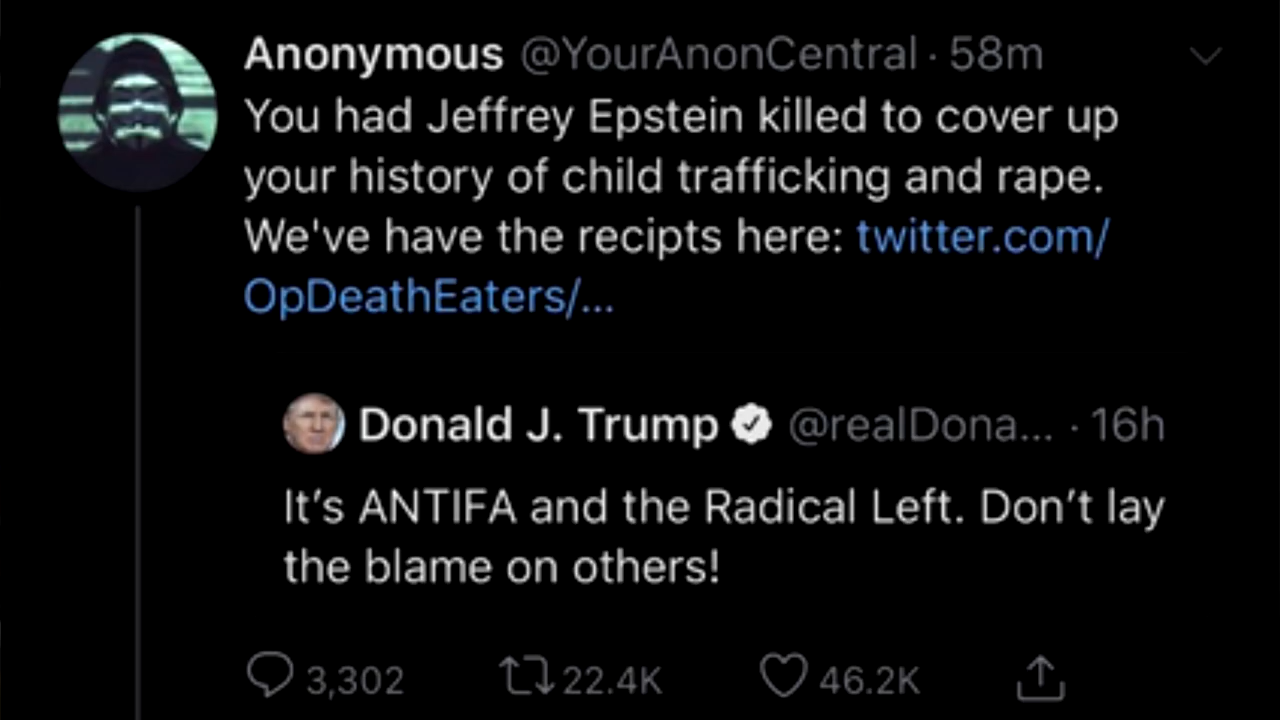 Anonymous @YourAnonCentral · 58m
You had Jeffrey Epstein killed to cover up
your history of child trafficking and rape.
We've have the recipts here: twitter.com/
OpDeathEaters/...
Donald J. Trump @realDona... · 16h
It's ANTIFA and the Radical Left. Don't lay
the blame on others!
3,302 22.4K 46.2K